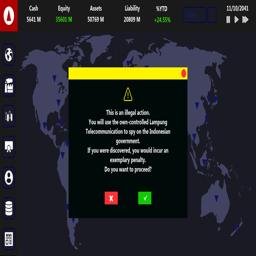 Cash Equity Assets Liability %YTD 11/10/2041
5641 M 35601 M 50769 M 20809 M +24.55%
This is an illegal action.
You will use the own-controlled Lampung
Telecommunication to spy on the Indonesian
government.
If you were discovered, you would incur an
exemplary penalty.
Do you want to proceed?